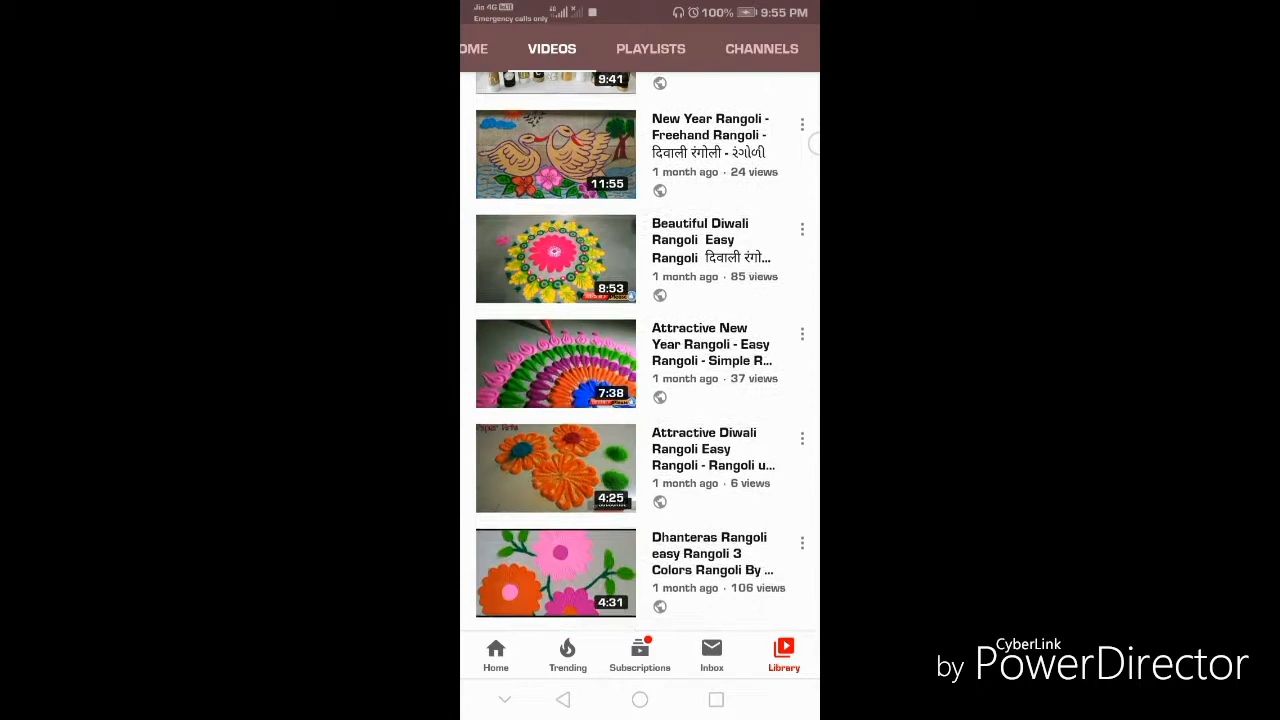 Jio 4G VoLTE
Emergency calls only
100%
9:55 PM
OME
VIDEOS
PLAYLISTS
CHANNELS
9:41
New Year Rangoli -
Freehand Rangoli -
दिवाली रंगोली - રંગોળી
1 month ago · 24 views
11:55
Beautiful Diwali
Rangoli Easy
Rangoli दिवाली रंगो...
1 month ago · 85 views
8:53
Attractive New
Year Rangoli - Easy
Rangoli - Simple R...
1 month ago · 37 views
7:38
Paper Arts
Attractive Diwali
Rangoli Easy
Rangoli - Rangoli u...
1 month ago · 6 views
4:25
Dhanteras Rangoli
easy Rangoli 3
Colors Rangoli By ...
1 month ago · 106 views
4:31
Home
Trending
Subscriptions
Inbox
Library
CyberLink
by PowerDirector